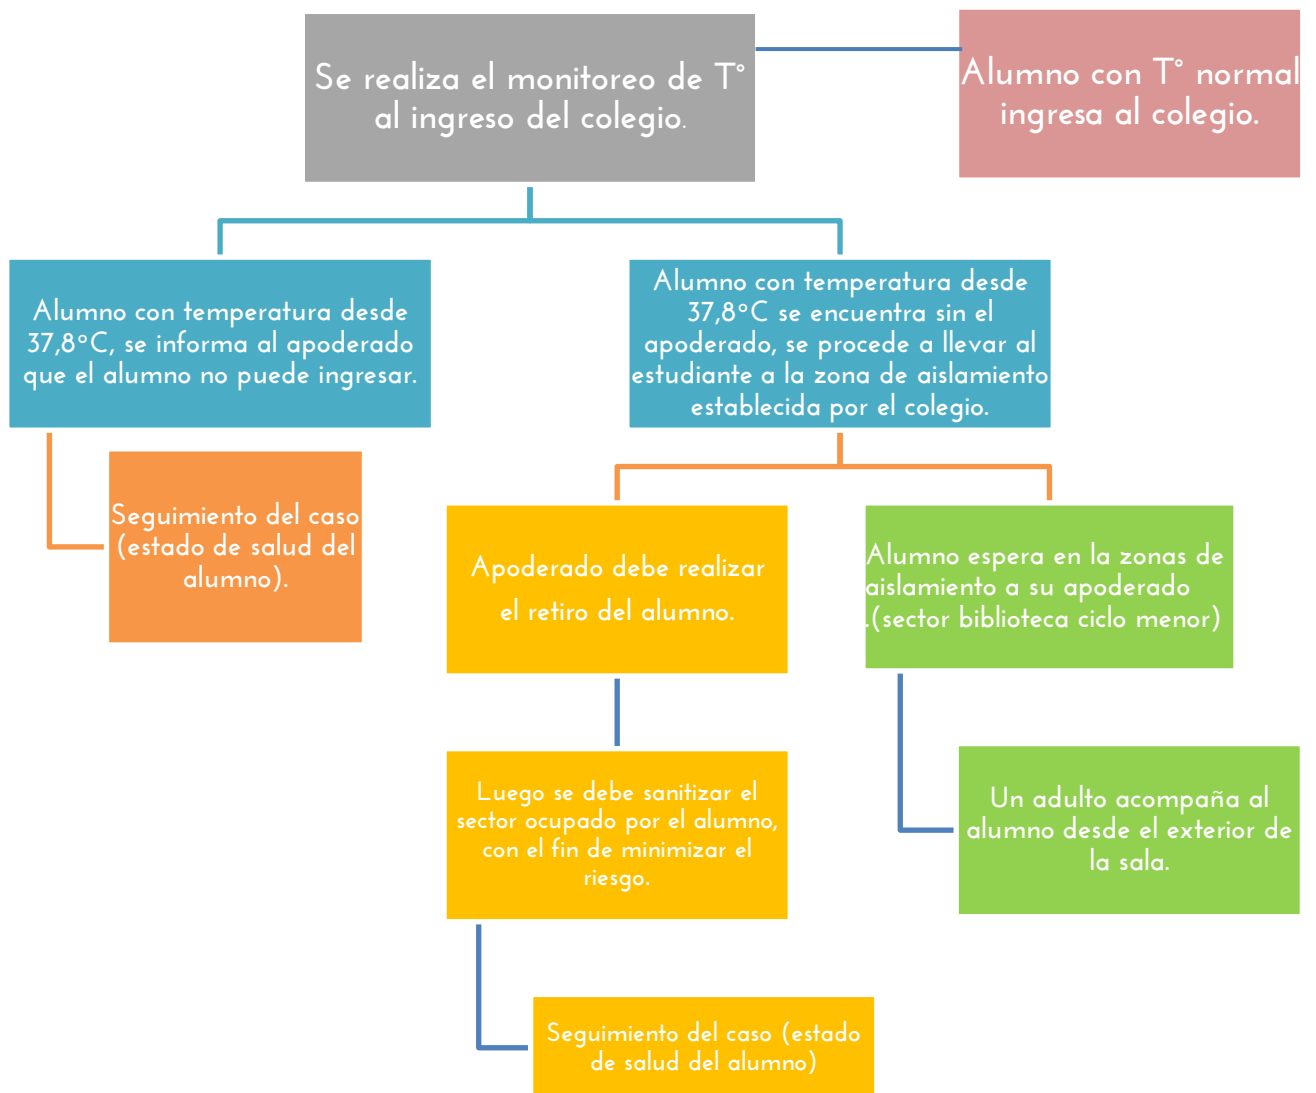 Se realiza el monitoreo de T°
al ingreso del colegio.
Alumno con T° normal
ingresa al colegio.
Alumno con temperatura desde
37,8°C, se informa al apoderado
que el alumno no puede ingresar.
Alumno con temperatura desde
37,8°C se encuentra sin el
apoderado, se procede a llevar al
estudiante a la zona de aislamiento
establecida por el colegio.
Seguimiento del caso
(estado de salud del
alumno).
Apoderado debe realizar
el retiro del alumno.
Alumno espera en la zonas de
aislamiento a su apoderado
.(sector biblioteca ciclo menor)
Luego se debe sanitizar el
sector ocupado por el alumno,
con el fin de minimizar el
riesgo.
Un adulto acompaña al
alumno desde el exterior de
la sala.
Seguimiento del caso (estado
de salud del alumno)